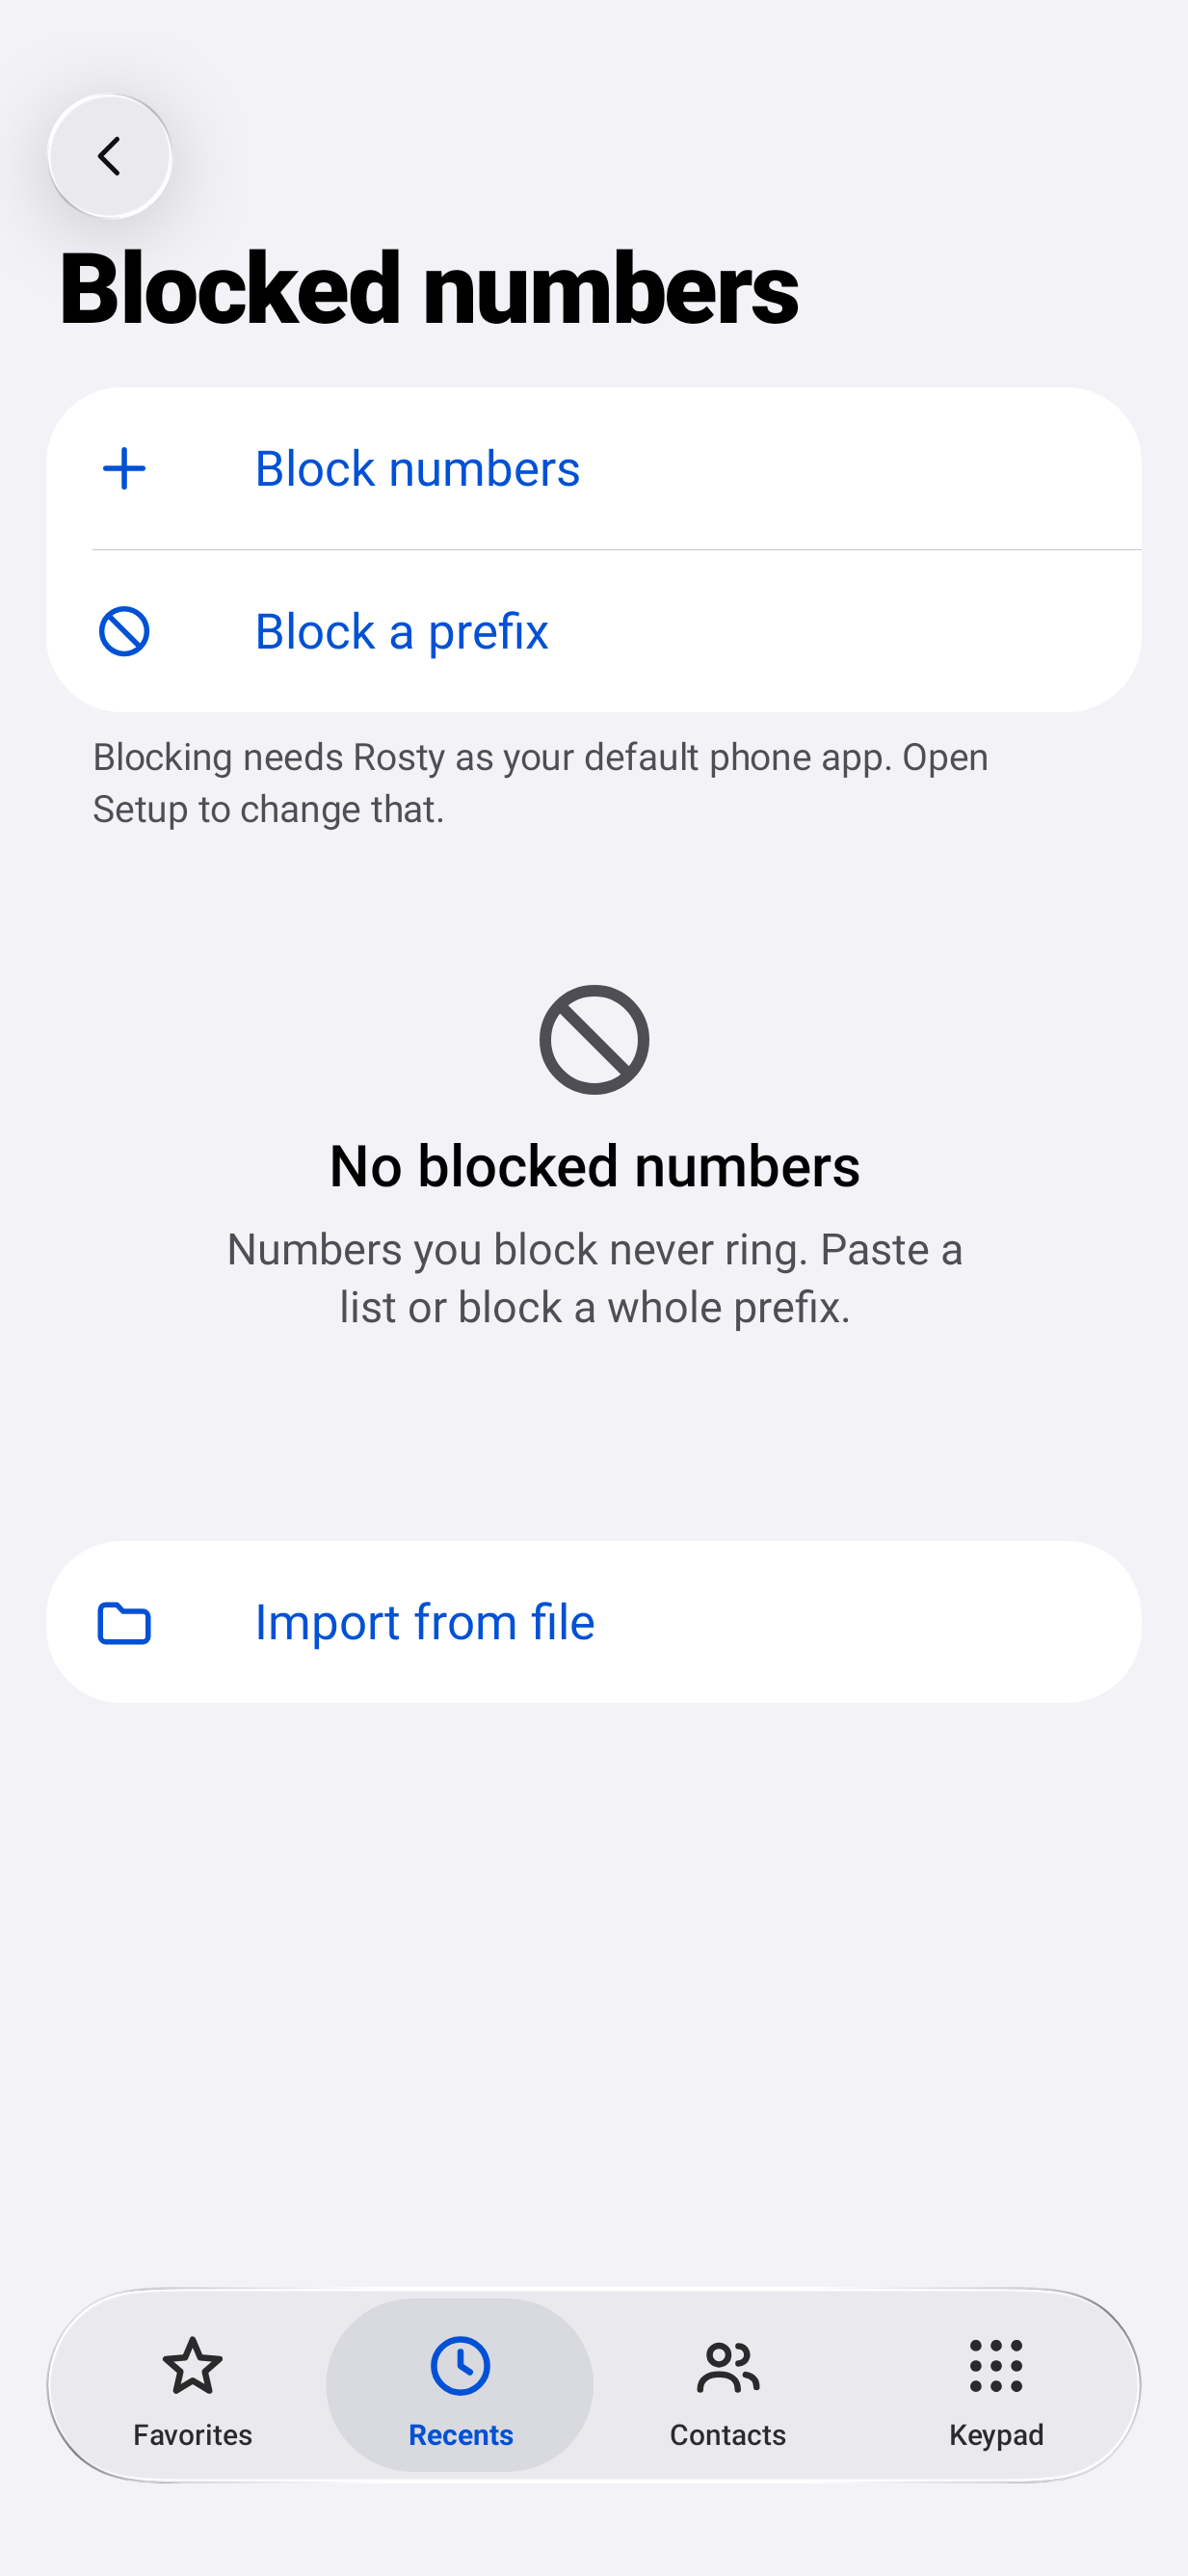 Blocked numbers
Block numbers
Block a prefix
Blocking needs Rosty as your default phone app. Open
Setup to change that.
No blocked numbers
Numbers you block never ring. Paste a
list or block a whole prefix.
Import from file
Favorites
Recents
Contacts
Keypad